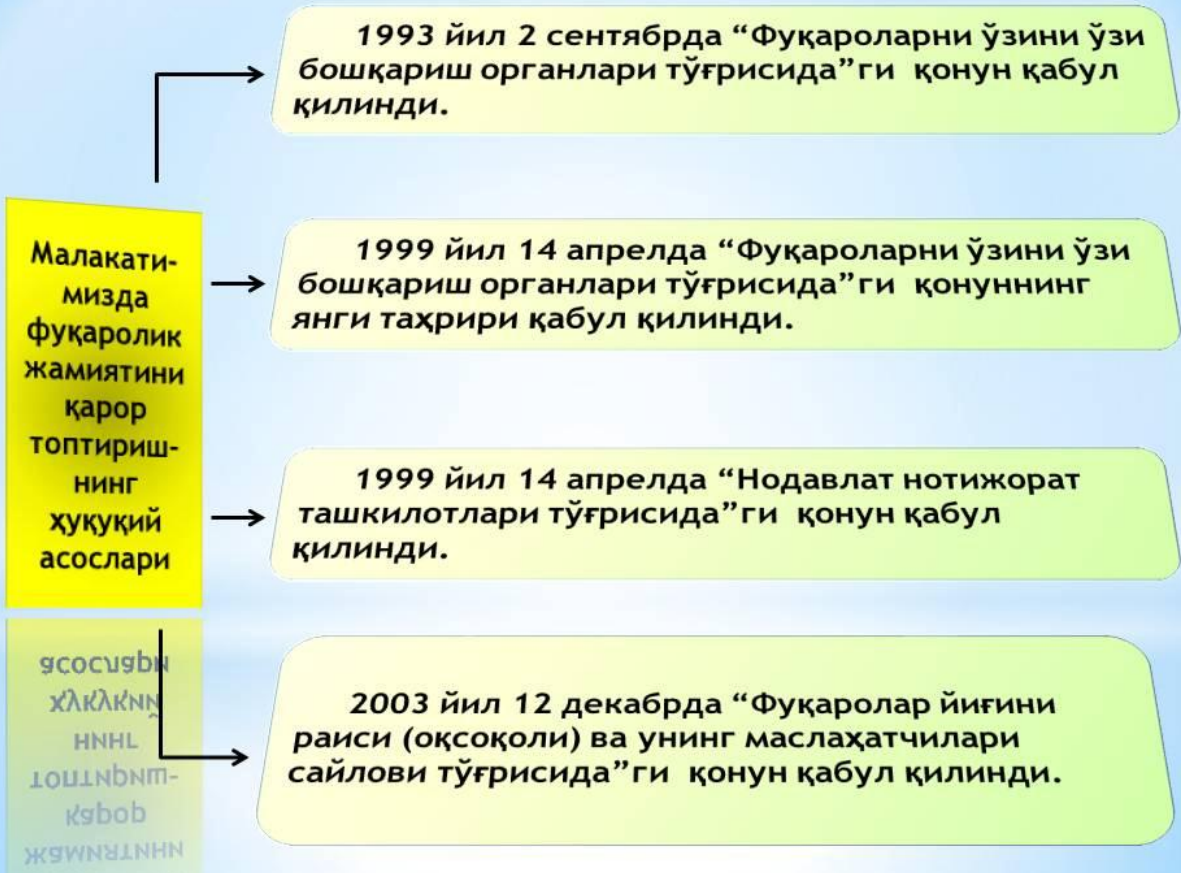 1993 йил 2 сентябрда “Фуқароларни ўзини ўзи
бошқариш органлари тўғрисида”ги қонун қабул
қилинди.
Малакати-
мизда
фуқаролик
жамиятини
қарор
топтириш-
нинг
ҳуқуқий
асослари
1999 йил 14 апрелда “Фуқароларни ўзини ўзи
бошқариш органлари тўғрисида”ги қонуннинг
янги таҳрири қабул қилинди.
1999 йил 14 апрелда “Нодавлат нотижорат
ташкилотлари тўғрисида”ги қонун қабул
қилинди.
2003 йил 12 декабрда “Фуқаролар йиғини
раиси (оқсоқоли) ва унинг маслаҳатчилари
сайлови тўғрисида”ги қонун қабул қилинди.